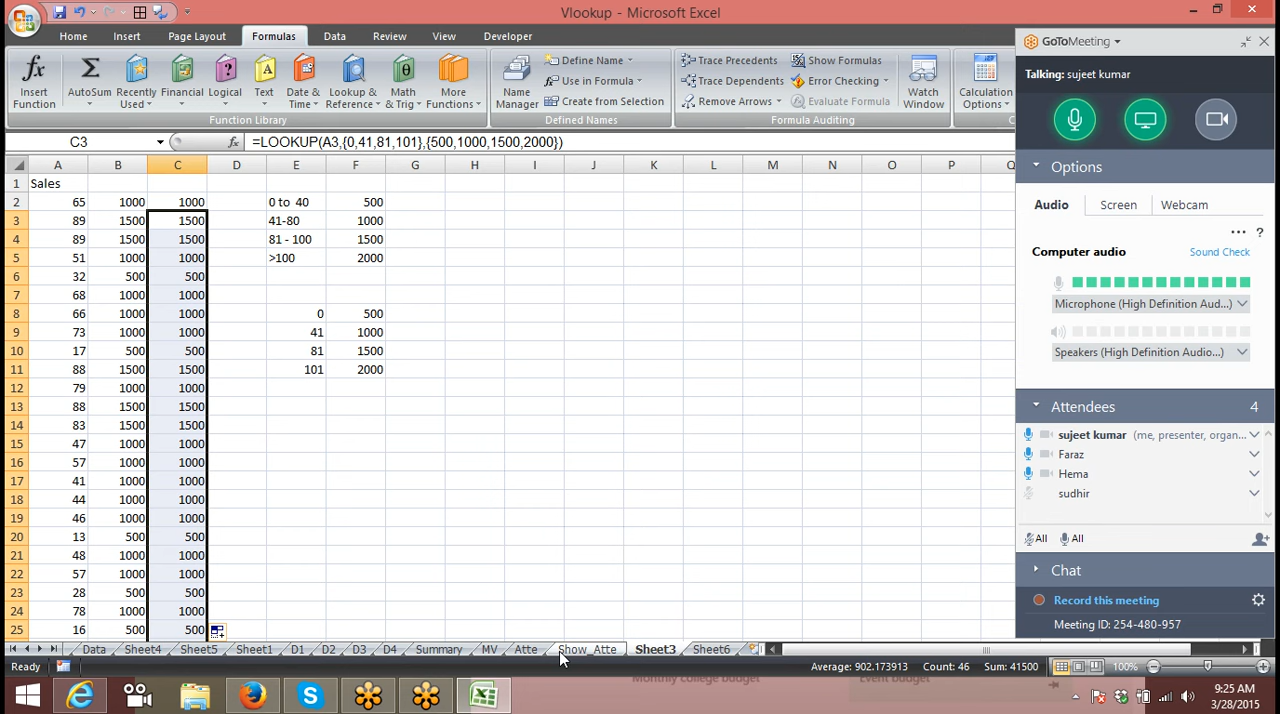 Vlookup - Microsoft Excel
Home Insert Page Layout Formulas Data Review View Developer
Insert Function
AutoSum
Recently Used
Financial
Logical
Text
Date & Time
Lookup & Reference
Math & Trig
More Functions
Function Library
Name Manager
Define Name
Use in Formula
Create from Selection
Defined Names
Trace Precedents
Trace Dependents
Remove Arrows
Show Formulas
Error Checking
Evaluate Formula
Formula Auditing
Watch Window
Calculation Options
C3 fx =LOOKUP(A3,{0,41,81,101},{500,1000,1500,2000})
A B C D E F G H I J K L M N O P Q
1 Sales
2 65 1000 1000 0 to 40 500
3 89 1500 1500 41-80 1000
4 89 1500 1500 81 - 100 1500
5 51 1000 1000 >100 2000
6 32 500 500
7 68 1000 1000
8 66 1000 1000 0 500
9 73 1000 1000 41 1000
10 17 500 500 81 1500
11 88 1500 1500 101 2000
12 79 1000 1000
13 88 1500 1500
14 83 1500 1500
15 47 1000 1000
16 57 1000 1000
17 41 1000 1000
18 44 1000 1000
19 46 1000 1000
20 13 500 500
21 48 1000 1000
22 57 1000 1000
23 28 500 500
24 78 1000 1000
25 16 500 500
Data Sheet4 Sheet5 Sheet1 D1 D2 D3 D4 Summary MV Atte Show_Atte Sheet3 Sheet6
Ready Average: 902.173913 Count: 46 Sum: 41500 100%
Monthly college budget Event budget
GoToMeeting
Talking: sujeet kumar
Options
Audio Screen Webcam
... ?
Computer audio Sound Check
Microphone (High Definition Aud...)
Speakers (High Definition Audio...)
Attendees 4
sujeet kumar (me, presenter, organ...
Faraz
Hema
sudhir
All All
Chat
Record this meeting
Meeting ID: 254-480-957
9:25 AM
3/28/2015